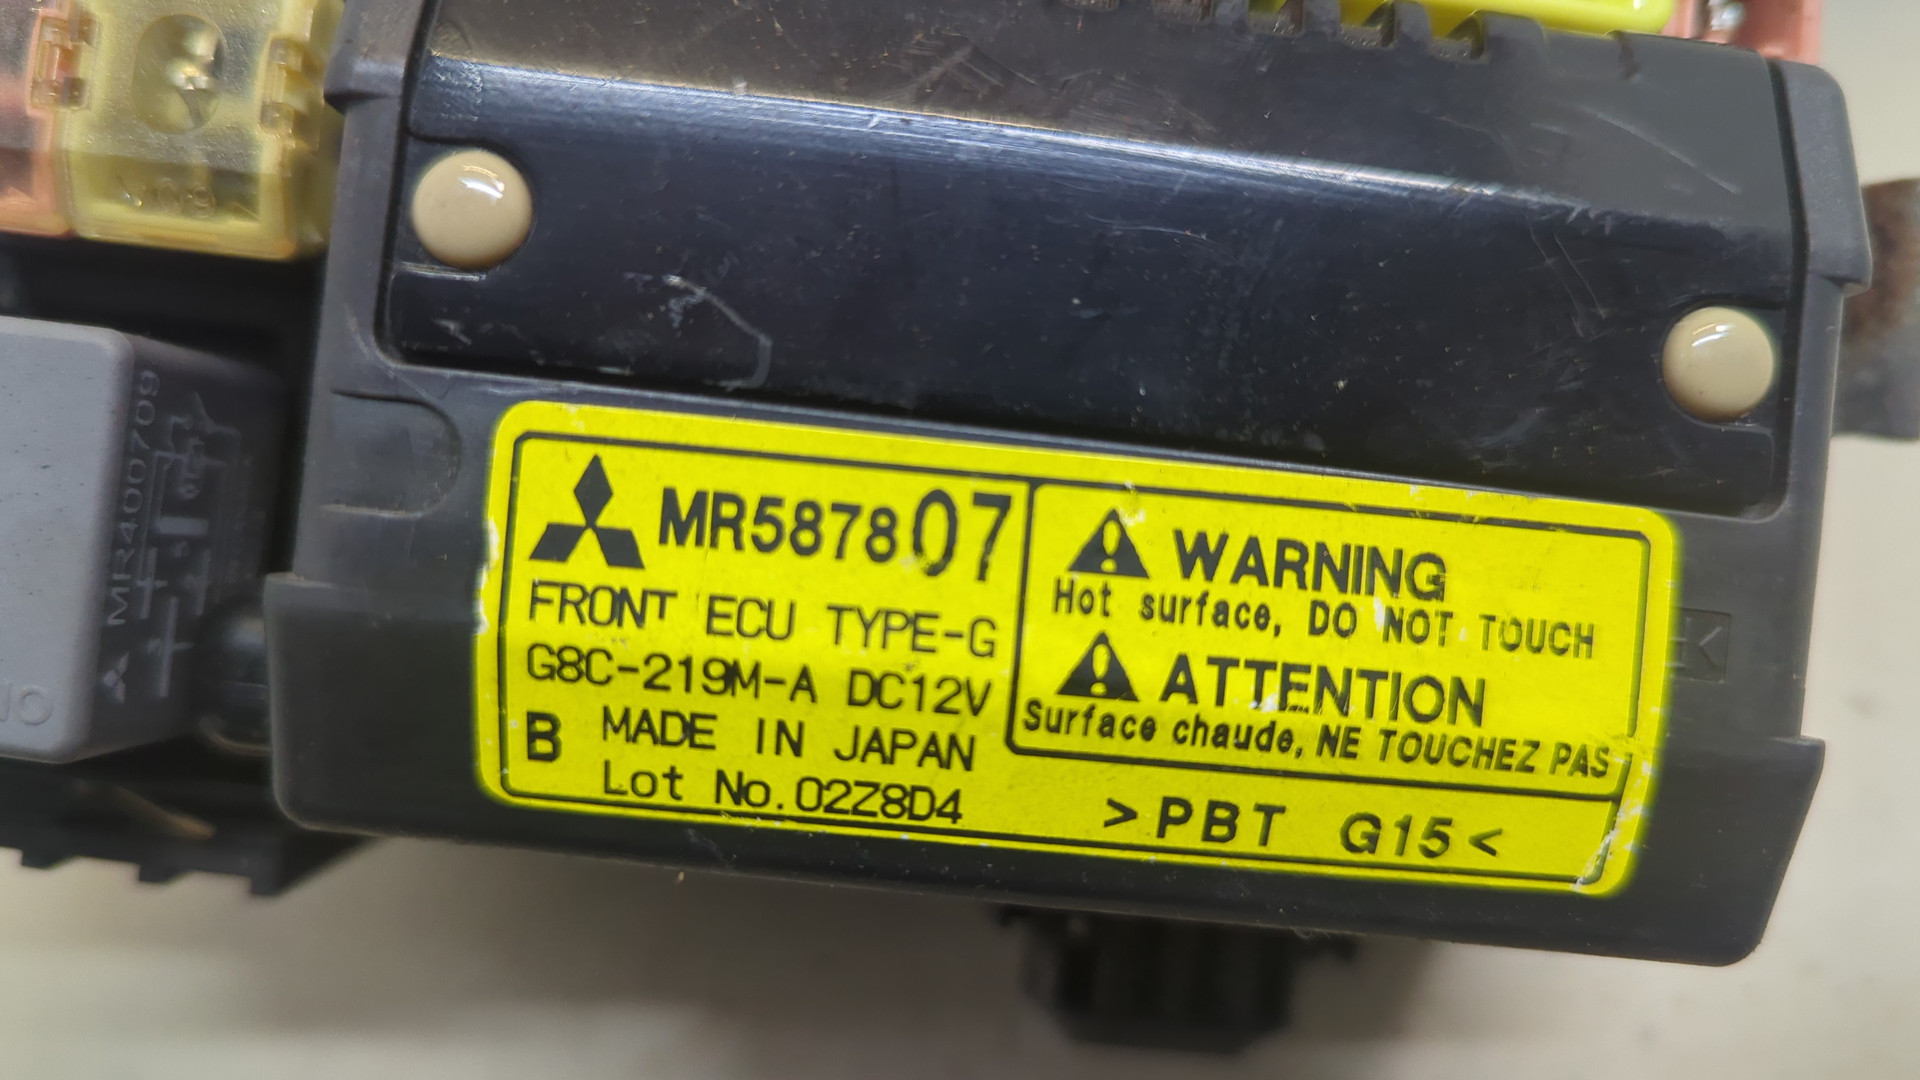 MR587807
FRONT ECU TYPE-G
G8C-219M-A DC12V
B MADE IN JAPAN
Lot No.02Z8D4
WARNING
Hot surface, DO NOT TOUCH
ATTENTION
Surface chaude, NE TOUCHEZ PAS
>PBT G15<
MR400709
60A